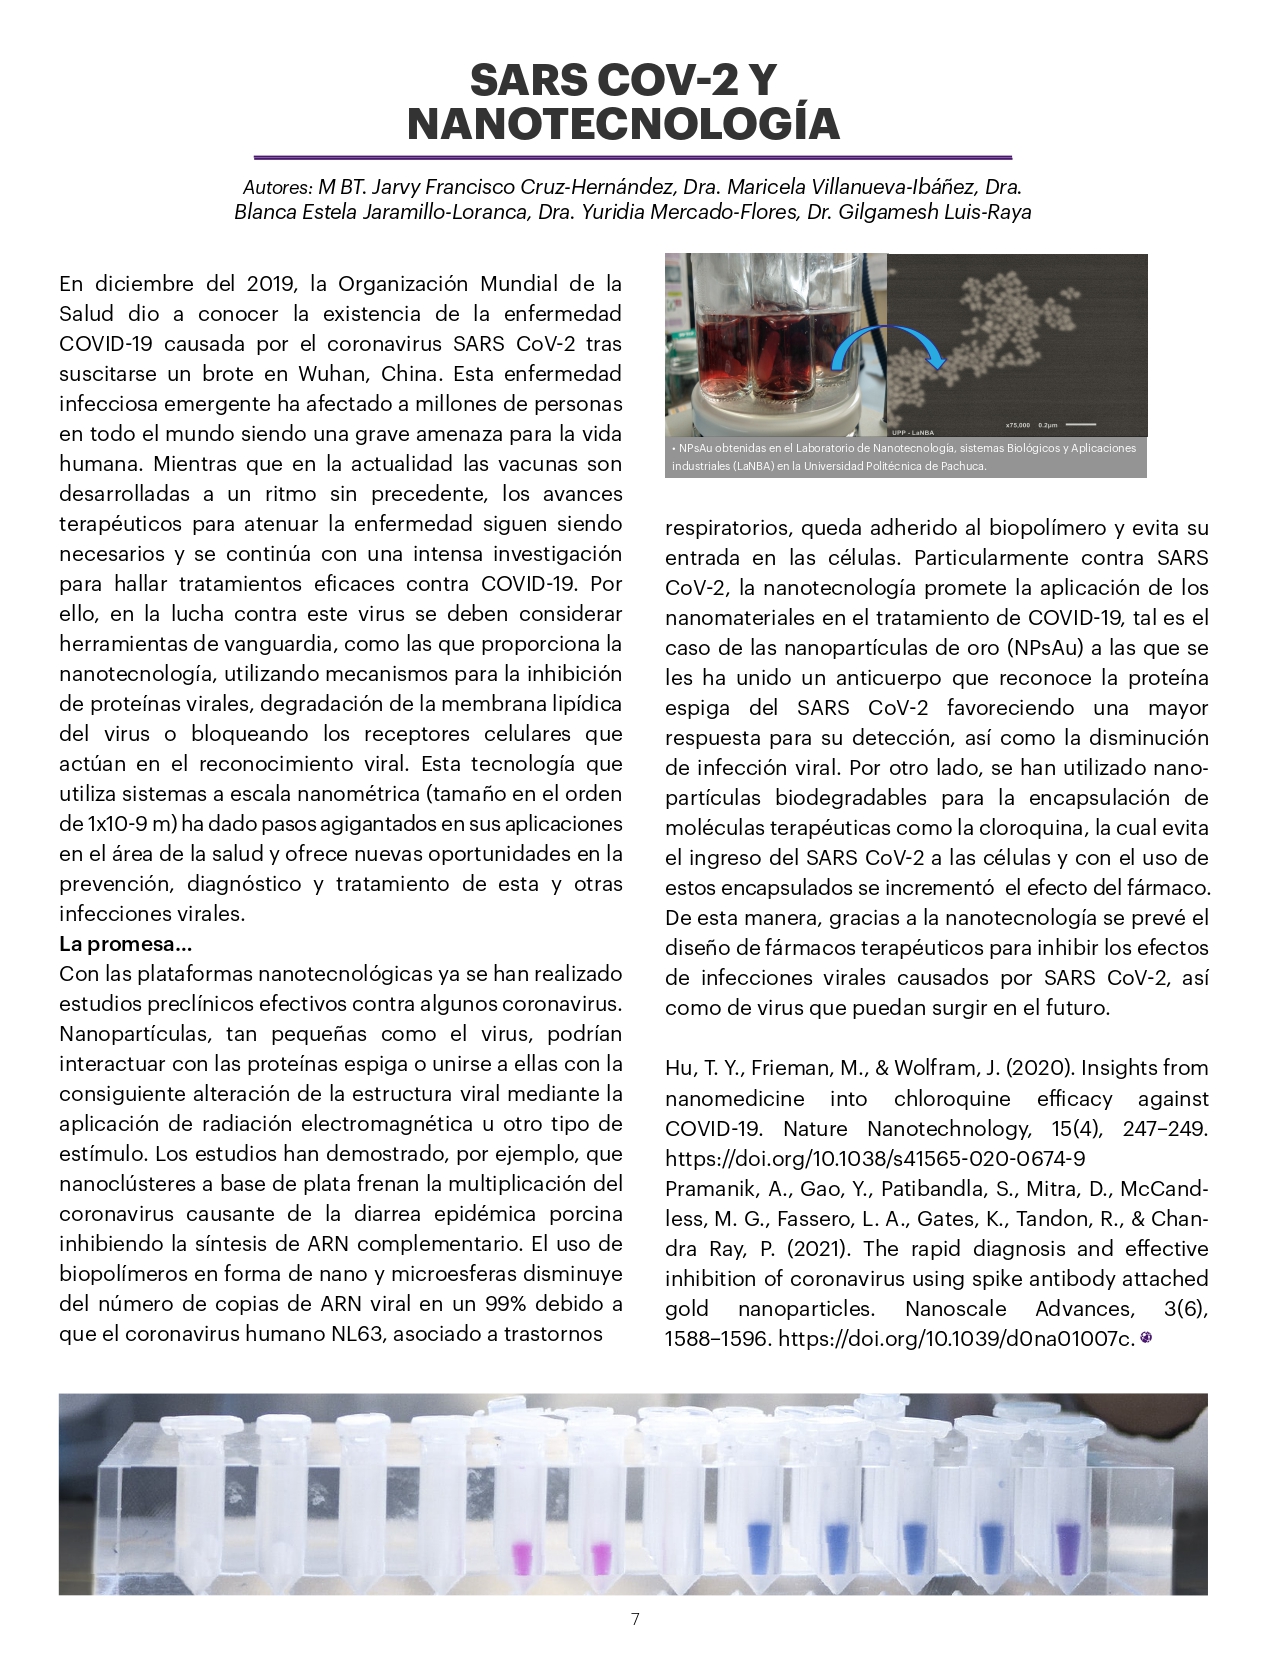 SARS COV-2 Y
NANOTECNOLOGÍA
Autores: M BT. Jarvy Francisco Cruz-Hernández, Dra. Maricela Villanueva-Ibáñez, Dra.
Blanca Estela Jaramillo-Loranca, Dra. Yuridia Mercado-Flores, Dr. Gilgamesh Luis-Raya
En diciembre del 2019, la Organización Mundial de la
Salud dio a conocer la existencia de la enfermedad
COVID-19 causada por el coronavirus SARS CoV-2 tras
suscitarse un brote en Wuhan, China. Esta enfermedad
infecciosa emergente ha afectado a millones de personas
en todo el mundo siendo una grave amenaza para la vida
humana. Mientras que en la actualidad las vacunas son
desarrolladas a un ritmo sin precedente, los avances
terapéuticos para atenuar la enfermedad siguen siendo
necesarios y se continúa con una intensa investigación
para hallar tratamientos eficaces contra COVID-19. Por
ello, en la lucha contra este virus se deben considerar
herramientas de vanguardia, como las que proporciona la
nanotecnología, utilizando mecanismos para la inhibición
de proteínas virales, degradación de la membrana lipídica
del virus o bloqueando los receptores celulares que
actúan en el reconocimiento viral. Esta tecnología que
utiliza sistemas a escala nanométrica (tamaño en el orden
de 1x10-9 m) ha dado pasos agigantados en sus aplicaciones
en el área de la salud y ofrece nuevas oportunidades en la
prevención, diagnóstico y tratamiento de esta y otras
infecciones virales.
La promesa...
Con las plataformas nanotecnológicas ya se han realizado
estudios preclínicos efectivos contra algunos coronavirus.
Nanopartículas, tan pequeñas como el virus, podrían
interactuar con las proteínas espiga o unirse a ellas con la
consiguiente alteración de la estructura viral mediante la
aplicación de radiación electromagnética u otro tipo de
estímulo. Los estudios han demostrado, por ejemplo, que
nanoclústeres a base de plata frenan la multiplicación del
coronavirus causante de la diarrea epidémica porcina
inhibiendo la síntesis de ARN complementario. El uso de
biopolímeros en forma de nano y microesferas disminuye
del número de copias de ARN viral en un 99% debido a
que el coronavirus humano NL63, asociado a trastornos
UPP - LaNBA x75,000 0.2µm
• NPsAu obtenidas en el Laboratorio de Nanotecnología, sistemas Biológicos y Aplicaciones
industriales (LaNBA) en la Universidad Politécnica de Pachuca.
respiratorios, queda adherido al biopolímero y evita su
entrada en las células. Particularmente contra SARS
CoV-2, la nanotecnología promete la aplicación de los
nanomateriales en el tratamiento de COVID-19, tal es el
caso de las nanopartículas de oro (NPsAu) a las que se
les ha unido un anticuerpo que reconoce la proteína
espiga del SARS CoV-2 favoreciendo una mayor
respuesta para su detección, así como la disminución
de infección viral. Por otro lado, se han utilizado nano-
partículas biodegradables para la encapsulación de
moléculas terapéuticas como la cloroquina, la cual evita
el ingreso del SARS CoV-2 a las células y con el uso de
estos encapsulados se incrementó el efecto del fármaco.
De esta manera, gracias a la nanotecnología se prevé el
diseño de fármacos terapéuticos para inhibir los efectos
de infecciones virales causados por SARS CoV-2, así
como de virus que puedan surgir en el futuro.
Hu, T. Y., Frieman, M., & Wolfram, J. (2020). Insights from
nanomedicine into chloroquine efficacy against
COVID-19. Nature Nanotechnology, 15(4), 247–249.
https://doi.org/10.1038/s41565-020-0674-9
Pramanik, A., Gao, Y., Patibandla, S., Mitra, D., McCand-
less, M. G., Fassero, L. A., Gates, K., Tandon, R., & Chan-
dra Ray, P. (2021). The rapid diagnosis and effective
inhibition of coronavirus using spike antibody attached
gold nanoparticles. Nanoscale Advances, 3(6),
1588–1596. https://doi.org/10.1039/d0na01007c.
7